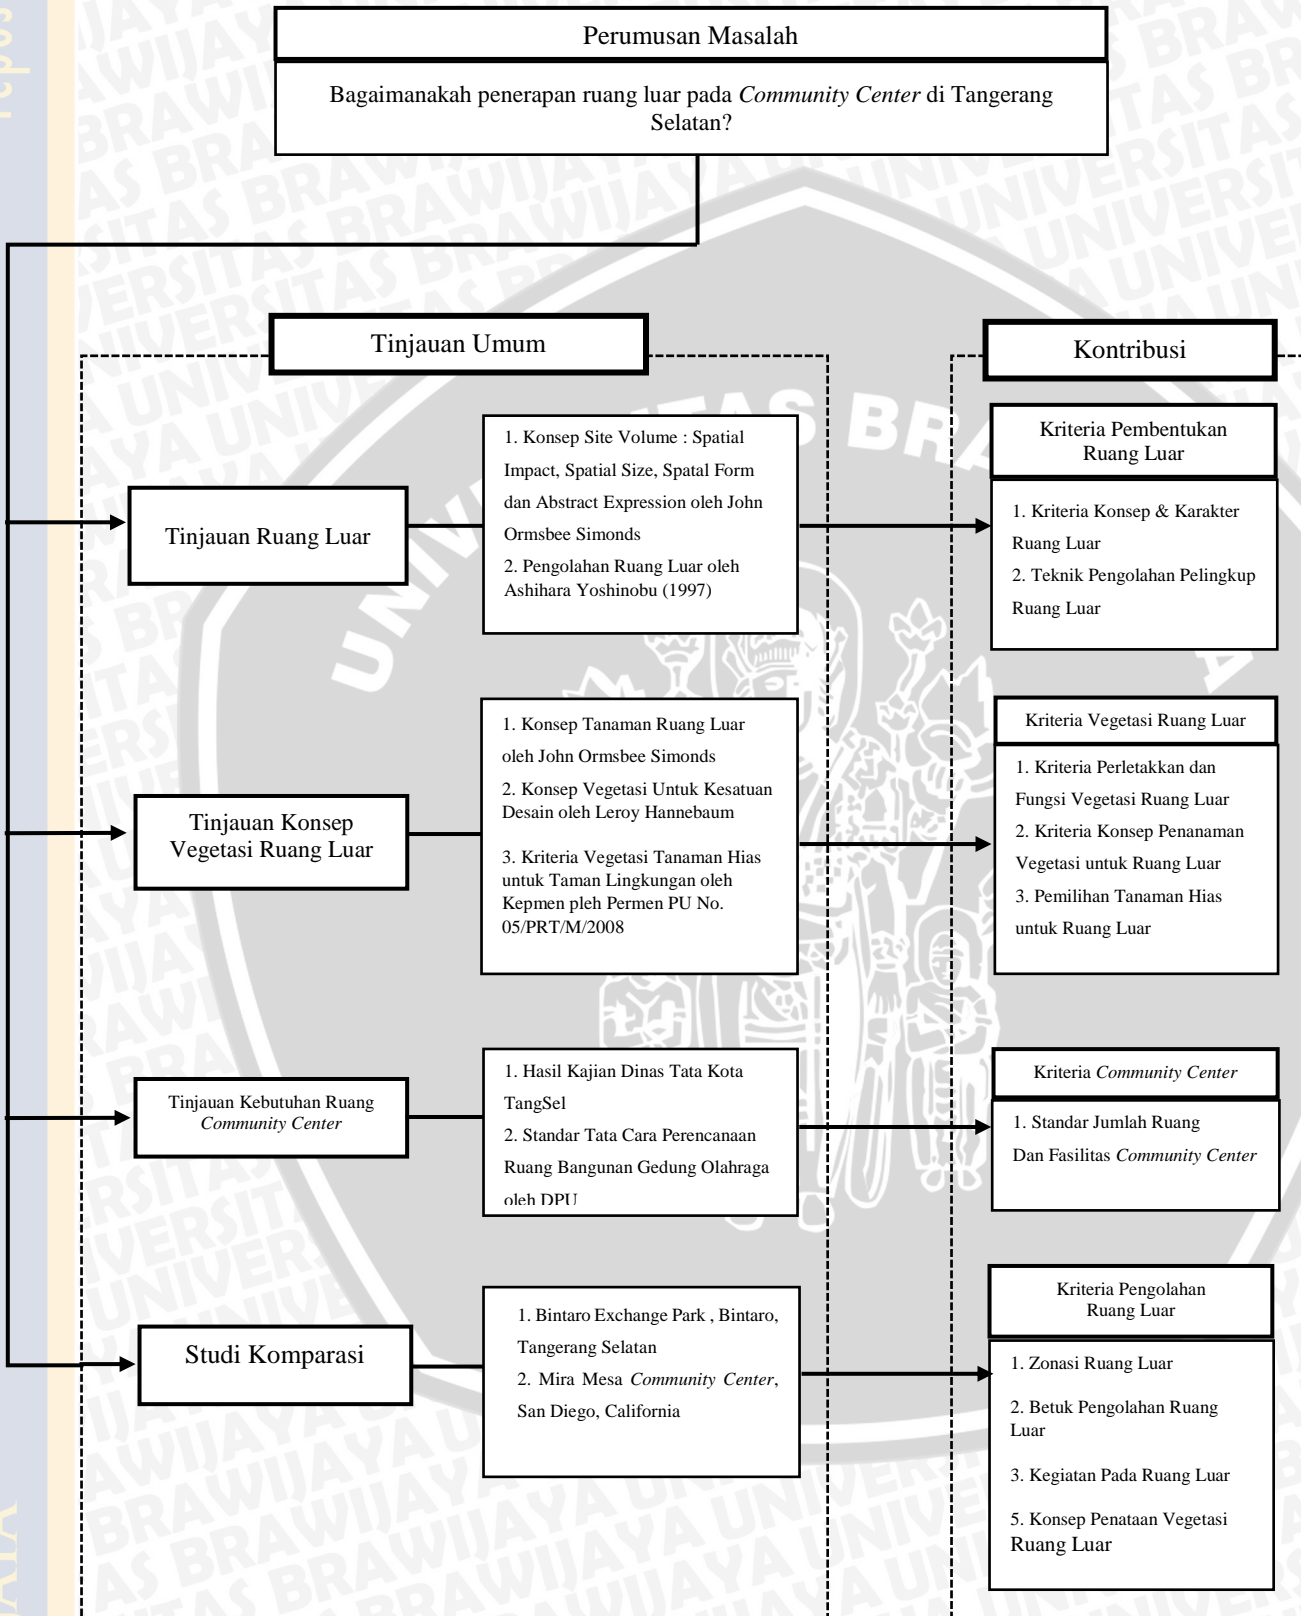 Perumusan Masalah
Bagaimanakah penerapan ruang luar pada Community Center di Tangerang
Selatan?
Tinjauan Umum
Kontribusi
Tinjauan Ruang Luar
1. Konsep Site Volume : Spatial
Impact, Spatial Size, Spatal Form
dan Abstract Expression oleh John
Ormsbee Simonds
2. Pengolahan Ruang Luar oleh
Ashihara Yoshinobu (1997)
Kriteria Pembentukan
Ruang Luar
1. Kriteria Konsep & Karakter
Ruang Luar
2. Teknik Pengolahan Pelingkup
Ruang Luar
Tinjauan Konsep
Vegetasi Ruang Luar
1. Konsep Tanaman Ruang Luar
oleh John Ormsbee Simonds
2. Konsep Vegetasi Untuk Kesatuan
Desain oleh Leroy Hannebaum
3. Kriteria Vegetasi Tanaman Hias
untuk Taman Lingkungan oleh
Kepmen pleh Permen PU No.
05/PRT/M/2008
Kriteria Vegetasi Ruang Luar
1. Kriteria Perletakkan dan
Fungsi Vegetasi Ruang Luar
2. Kriteria Konsep Penanaman
Vegetasi untuk Ruang Luar
3. Pemilihan Tanaman Hias
untuk Ruang Luar
Tinjauan Kebutuhan Ruang
Community Center
1. Hasil Kajian Dinas Tata Kota
TangSel
2. Standar Tata Cara Perencanaan
Ruang Bangunan Gedung Olahraga
oleh DPU
Kriteria Community Center
1. Standar Jumlah Ruang
Dan Fasilitas Community Center
Studi Komparasi
1. Bintaro Exchange Park , Bintaro,
Tangerang Selatan
2. Mira Mesa Community Center,
San Diego, California
Kriteria Pengolahan
Ruang Luar
1. Zonasi Ruang Luar
2. Betuk Pengolahan Ruang
Luar
3. Kegiatan Pada Ruang Luar
5. Konsep Penataan Vegetasi
Ruang Luar